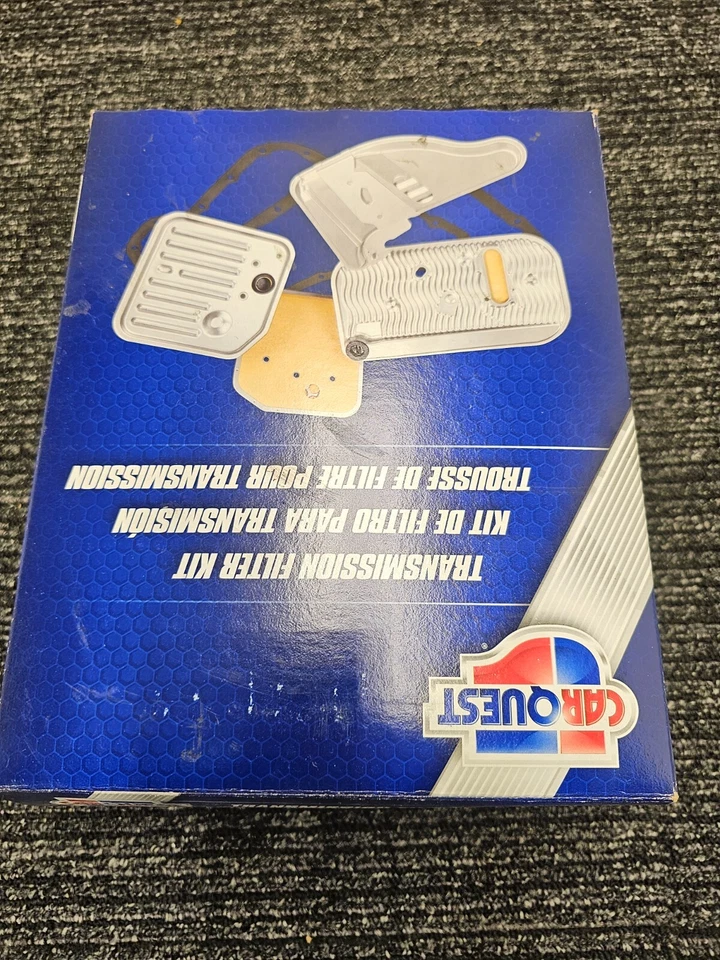 CARQUEST
®
TRANSMISSION FILTER KIT
KIT DE FILTRO PARA TRANSMISIÓN
TROUSSE DE FILTRE POUR TRANSMISSION